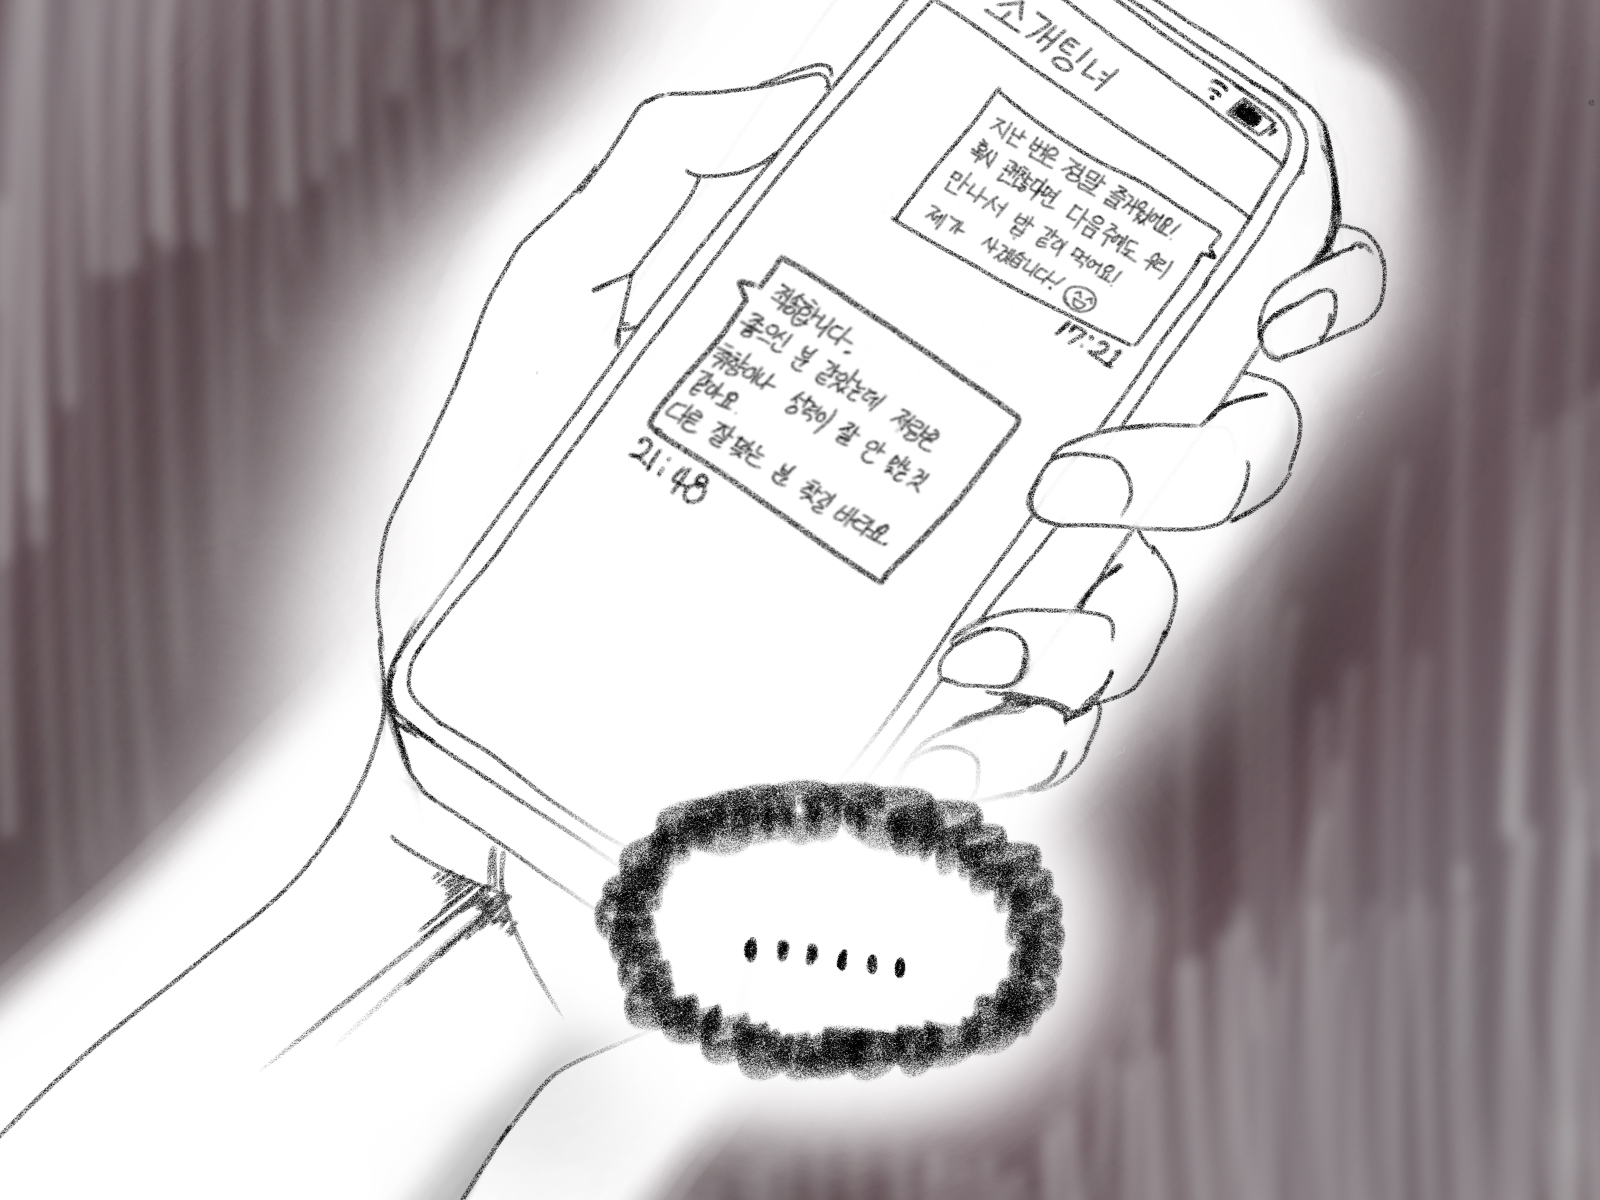 소개팅녀
지난 번은 정말 즐거웠어요!
혹시 괜찮다면 다음주에도 우리
만나서 밥 같이 먹어요!
제가 사겠습니다!
17:21
죄송합니다.
좋으신 분 같았는데 저랑은
취향이나 성격이 잘 안 맞는 것
같아요.
다른 잘 맞는 분 찾길 바라요.
21:48
......